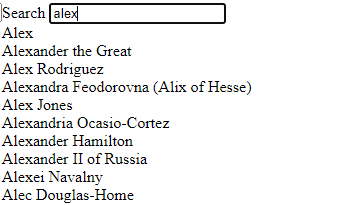 Search alex
Alex
Alexander the Great
Alex Rodriguez
Alexandra Feodorovna (Alix of Hesse)
Alex Jones
Alexandria Ocasio-Cortez
Alexander Hamilton
Alexander II of Russia
Alexei Navalny
Alec Douglas-Home